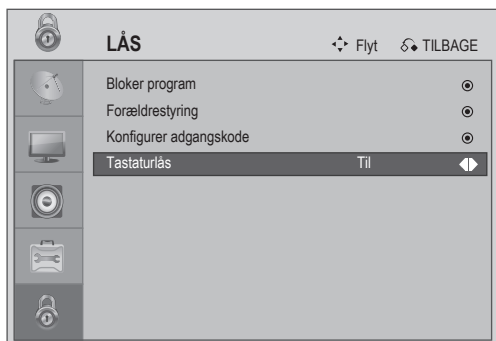 LÅS Flyt TILBAGE
Bloker program
Forældrestyring
Konfigurer adgangskode
Tastaturlås Til